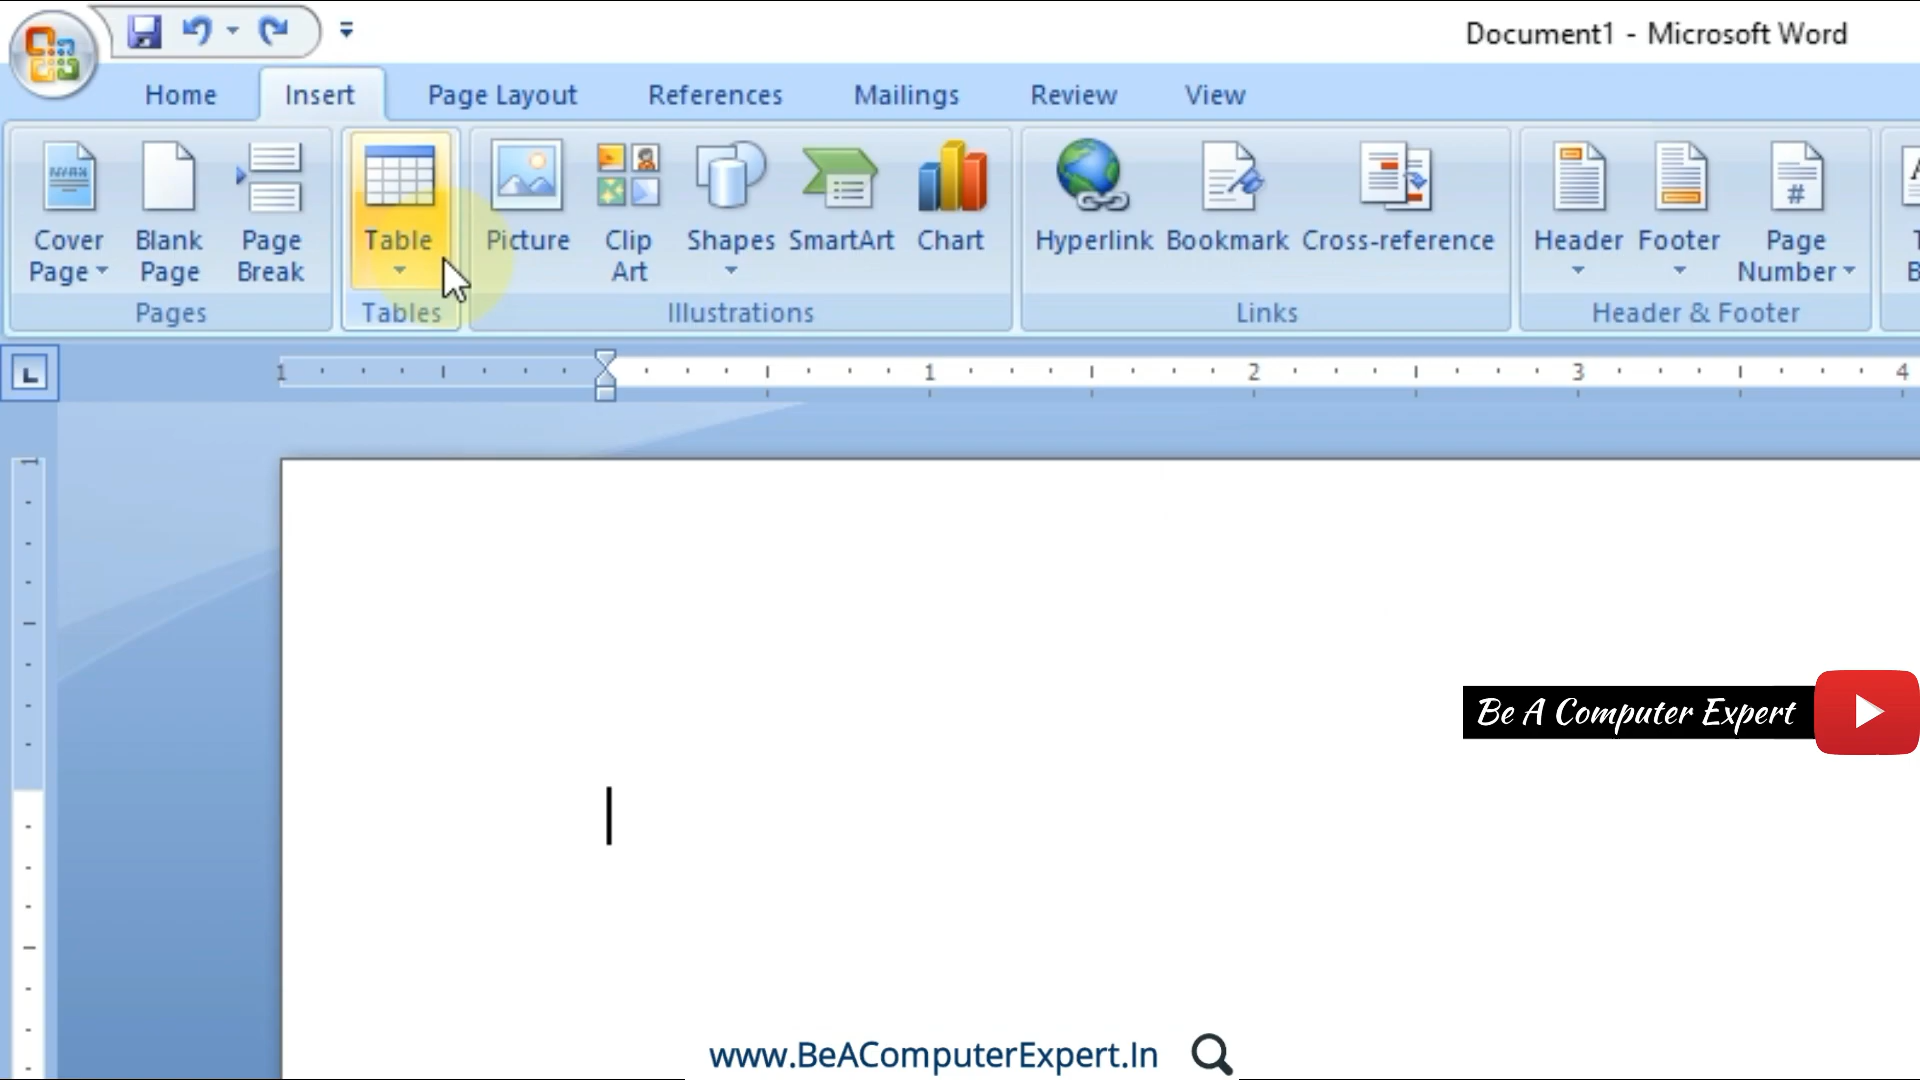 Document1 - Microsoft Word
Home Insert Page Layout References Mailings Review View
Cover Page
Blank Page
Page Break
Pages
Table
Tables
Picture
Clip Art
Shapes
SmartArt
Chart
Illustrations
Hyperlink
Bookmark
Cross-reference
Links
Header
Footer
Page Number
#
Header & Footer
L
1 1 2 3 4
1
Be A Computer Expert
www.BeAComputerExpert.In